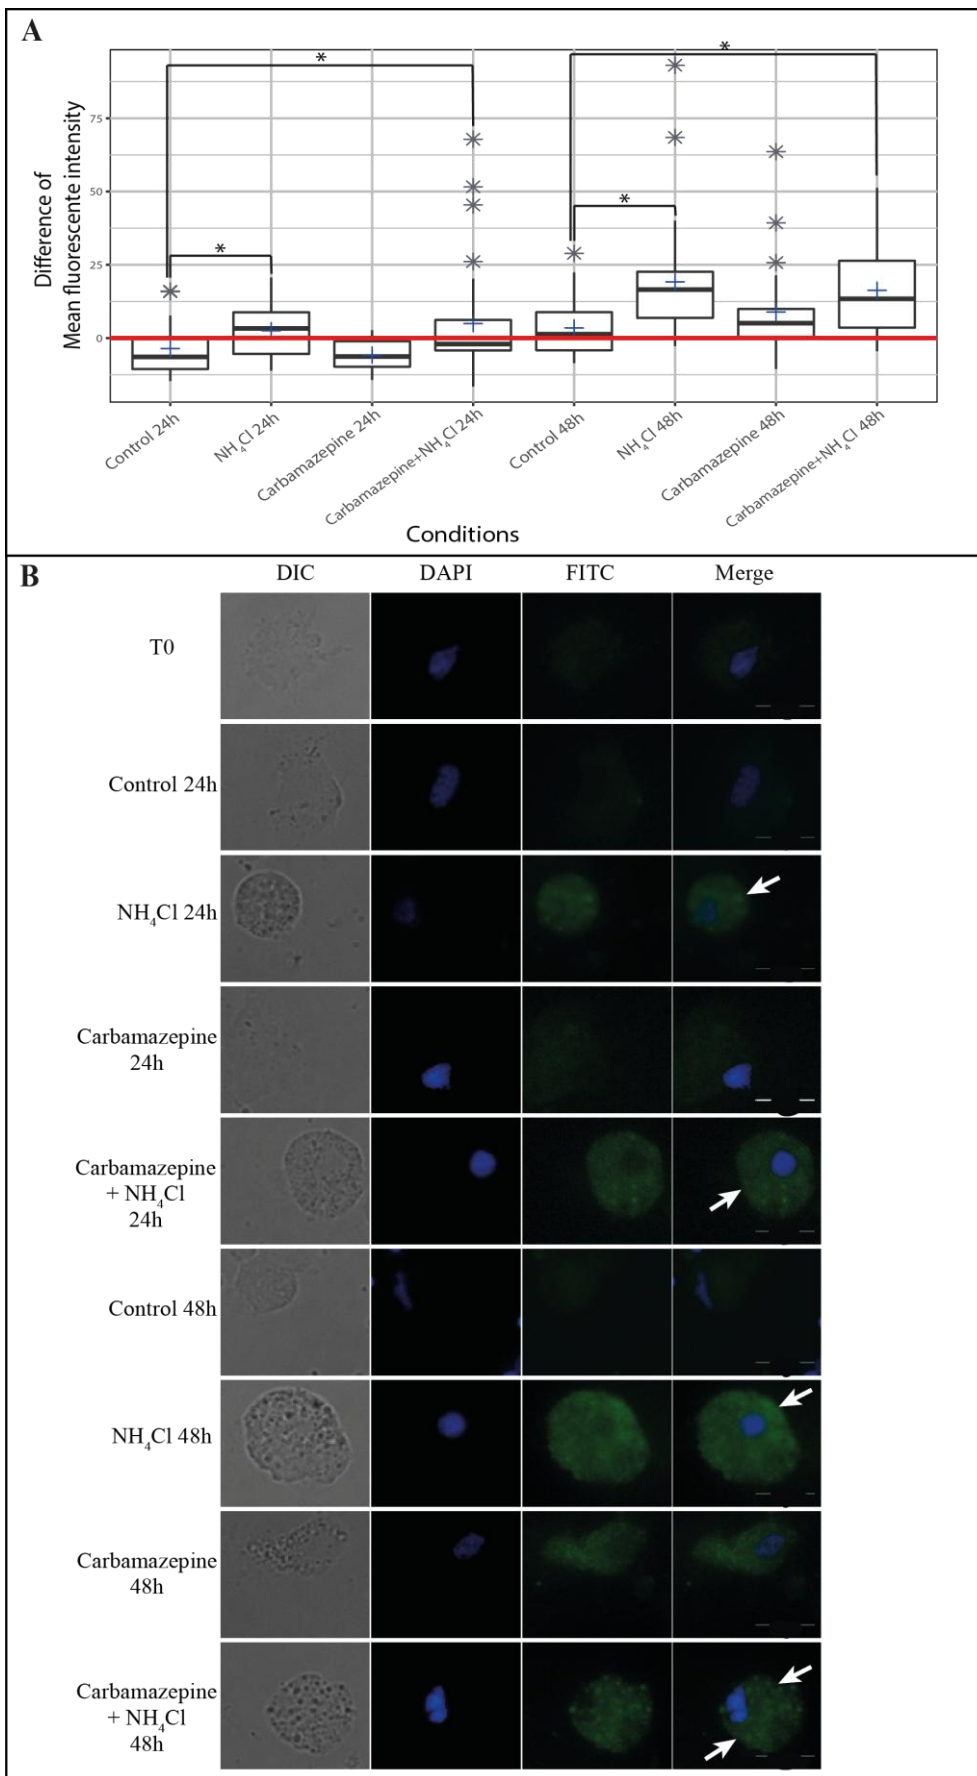 A
*
*
*
*
Difference of
Mean fluorescente intensity
75
50
25
0
Control 24h
NH₄Cl 24h
Carbamazepine 24h
Carbamazepine+NH₄Cl 24h
Control 48h
NH₄Cl 48h
Carbamazepine 48h
Carbamazepine+NH₄Cl 48h
Conditions
B
DIC DAPI FITC Merge
T0
Control 24h
NH₄Cl 24h
Carbamazepine
24h
Carbamazepine
+ NH₄Cl
24h
Control 48h
NH₄Cl 48h
Carbamazepine
48h
Carbamazepine
+ NH₄Cl
48h